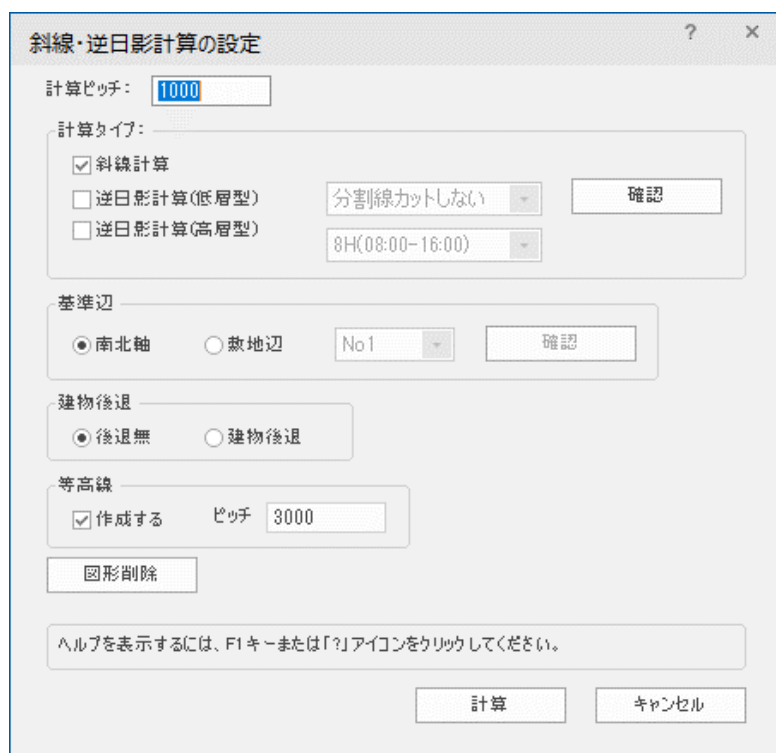 斜線・逆日影計算の設定 ? ×
計算ピッチ： 1000
計算タイプ：
斜線計算
逆日影計算(低層型) 分割線カットしない 確認
逆日影計算(高層型) 8H(08:00-16:00)
基準辺
南北軸 敷地辺 No1 確認
建物後退
後退無 建物後退
等高線
作成する ピッチ 3000
図形削除
ヘルプを表示するには、F1キーまたは「?」アイコンをクリックしてください。
計算 キャンセル